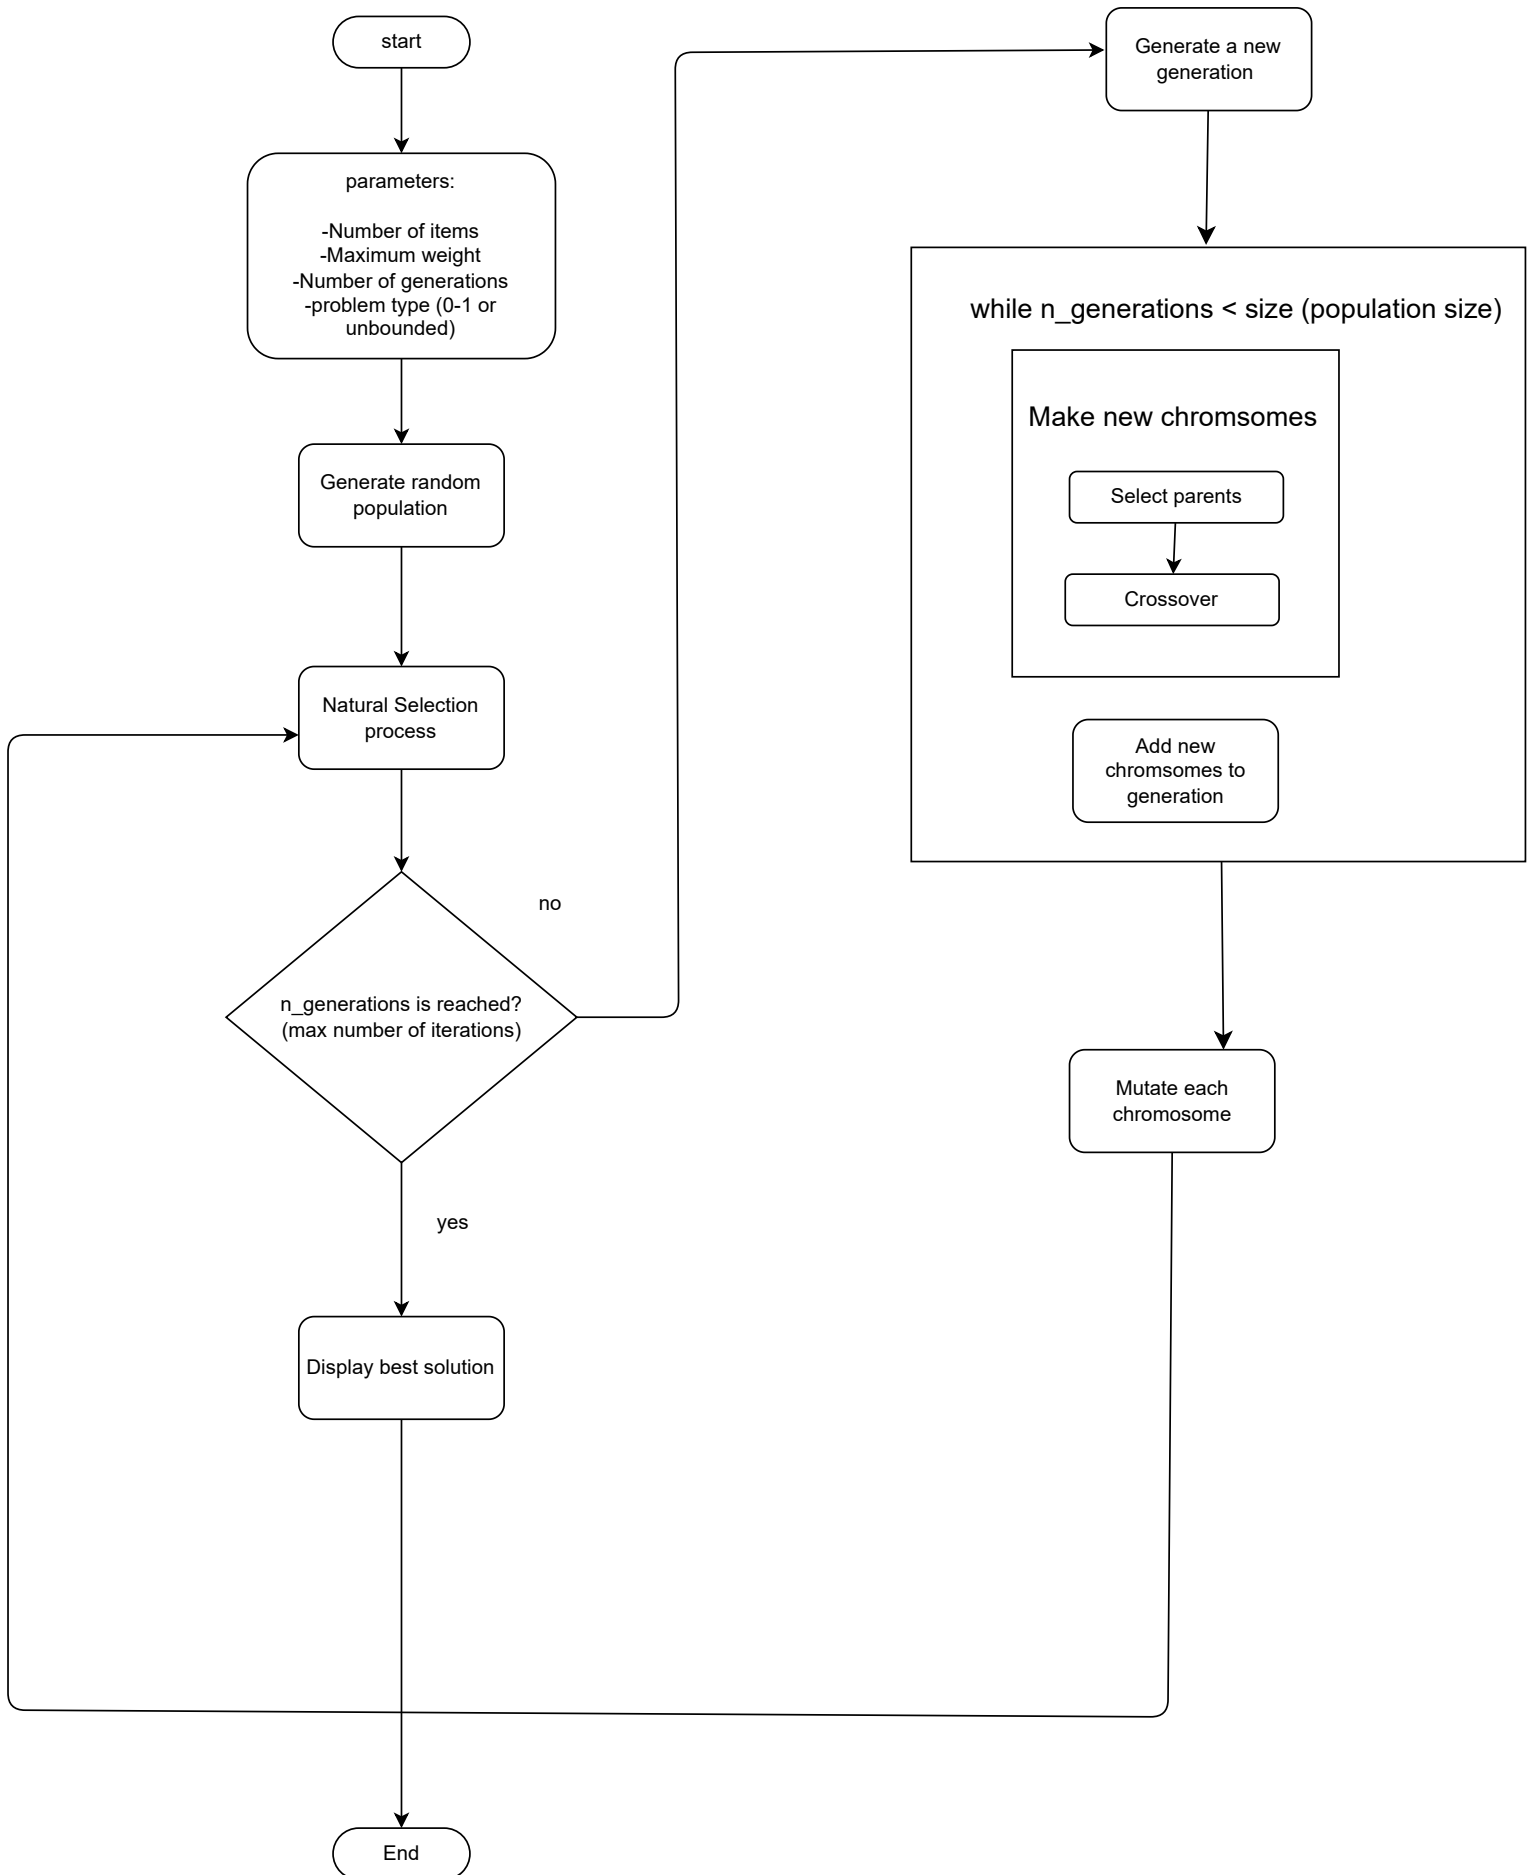 start
parameters:
-Number of items
-Maximum weight
-Number of generations
-problem type (0-1 or
unbounded)
Generate random
population
Natural Selection
process
n_generations is reached?
(max number of iterations)
no
yes
Display best solution
End
Generate a new
generation
while n_generations < size (population size)
Make new chromsomes
Select parents
Crossover
Add new
chromsomes to
generation
Mutate each
chromosome